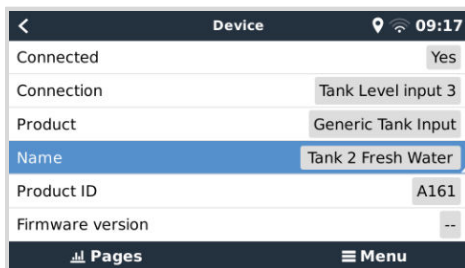 Device 09:17
Connected Yes
Connection Tank Level input 3
Product Generic Tank Input
Name Tank 2 Fresh Water
Product ID A161
Firmware version --
Pages Menu